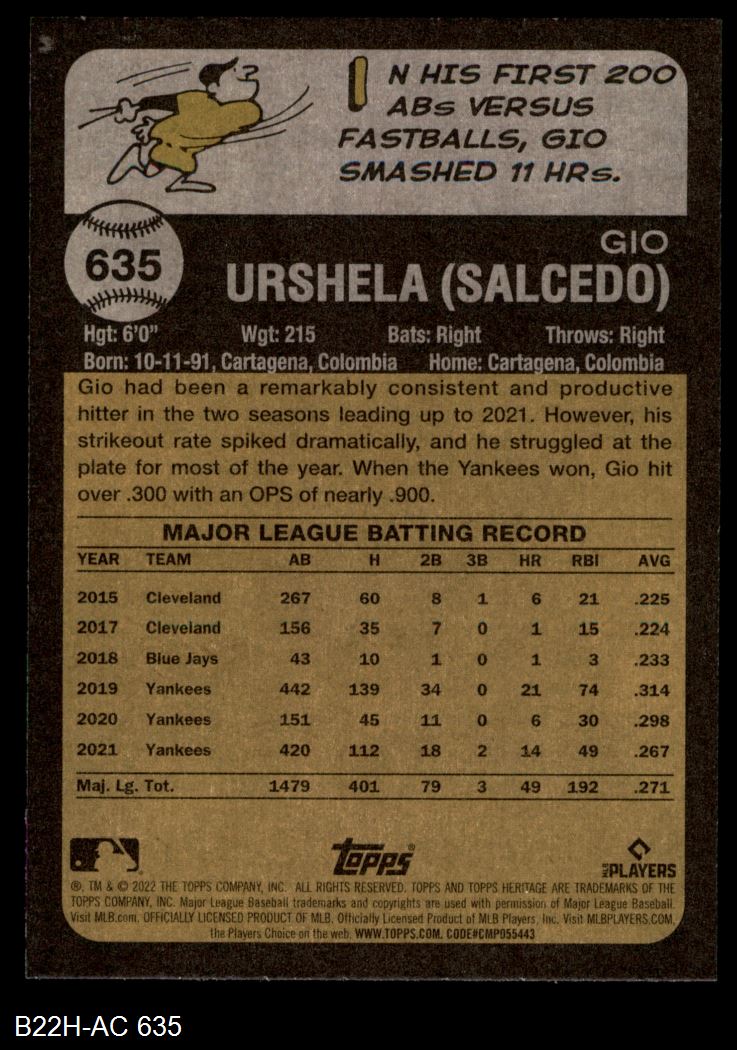 IN HIS FIRST 200
ABs VERSUS
FASTBALLS, GIO
SMASHED 11 HRs.
635
GIO
URSHELA (SALCEDO)
Hgt: 6'0" Wgt: 215 Bats: Right Throws: Right
Born: 10-11-91, Cartagena, Colombia Home: Cartagena, Colombia
Gio had been a remarkably consistent and productive
hitter in the two seasons leading up to 2021. However, his
strikeout rate spiked dramatically, and he struggled at the
plate for most of the year. When the Yankees won, Gio hit
over .300 with an OPS of nearly .900.
MAJOR LEAGUE BATTING RECORD
YEAR TEAM AB H 2B 3B HR RBI AVG
2015 Cleveland 267 60 8 1 6 21 .225
2017 Cleveland 156 35 7 0 1 15 .224
2018 Blue Jays 43 10 1 0 1 3 .233
2019 Yankees 442 139 34 0 21 74 .314
2020 Yankees 151 45 11 0 6 30 .298
2021 Yankees 420 112 18 2 14 49 .267
Maj. Lg. Tot. 1479 401 79 3 49 192 .271
Topps® MLB PLAYERS
®, TM & © 2022 THE TOPPS COMPANY, INC. ALL RIGHTS RESERVED. TOPPS AND TOPPS HERITAGE ARE TRADEMARKS OF THE
TOPPS COMPANY, INC. Major League Baseball trademarks and copyrights are used with permission of Major League Baseball.
Visit MLB.com. OFFICIALLY LICENSED PRODUCT OF MLB. Officially Licensed Product of MLB Players, Inc. Visit MLBPLAYERS.COM,
the Players Choice on the web. WWW.TOPPS.COM. CODE#CMP055443
B22H-AC 635